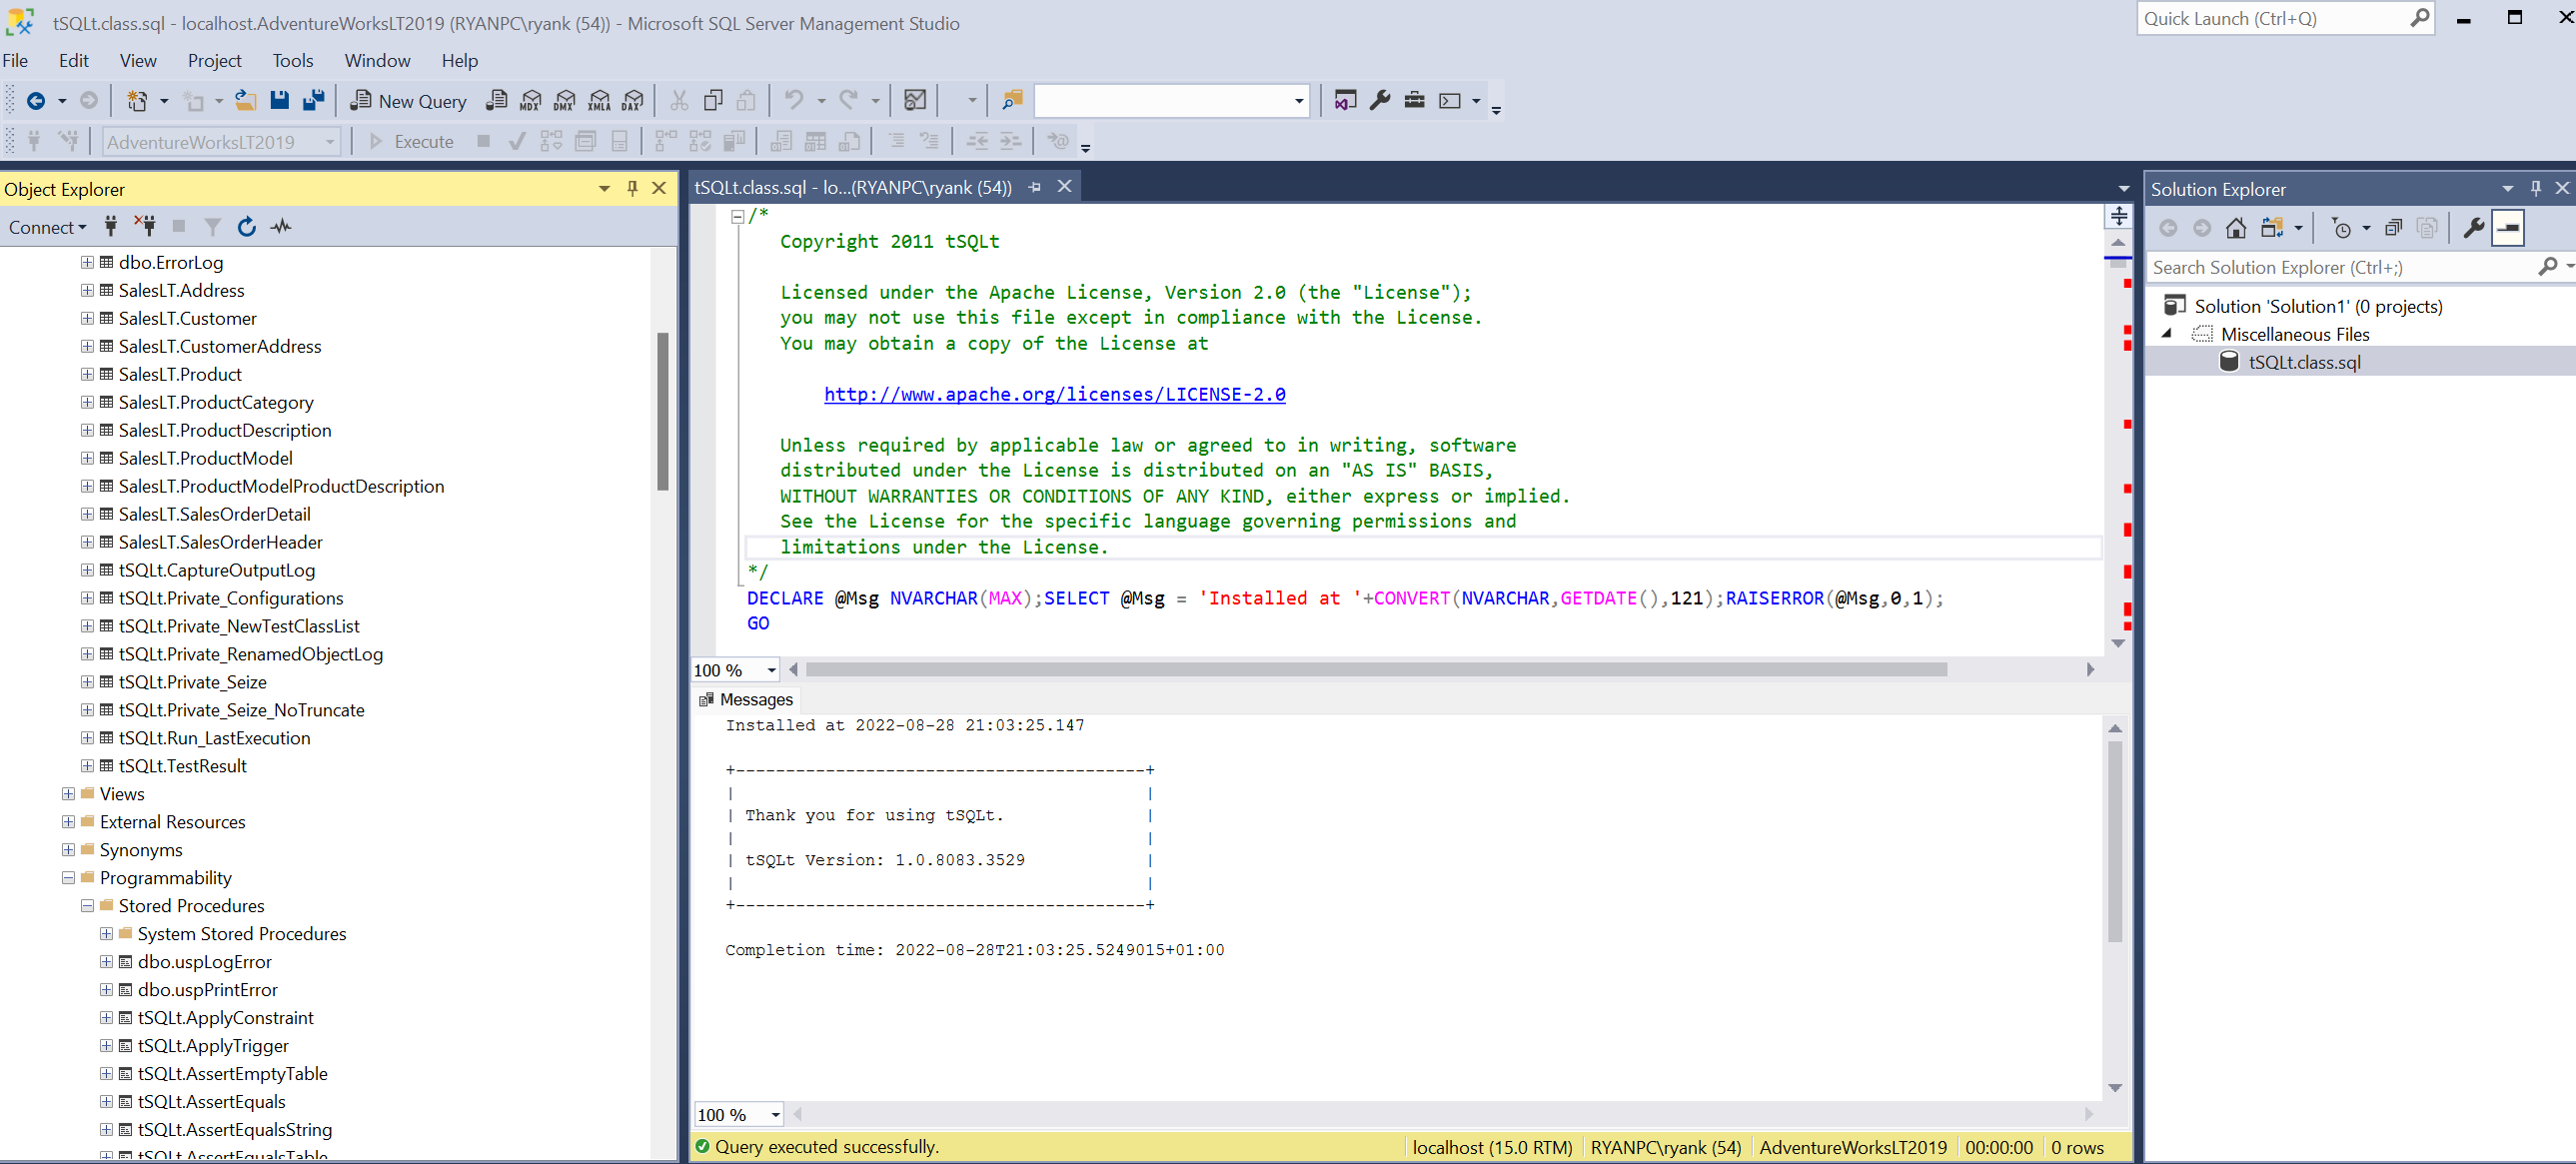 tSQLt.class.sql - localhost.AdventureWorksLT2019 (RYANPC\ryank (54)) - Microsoft SQL Server Management Studio
Quick Launch (Ctrl+Q)
File Edit View Project Tools Window Help
New Query MDX DMX XMLA DAX
AdventureWorksLT2019 Execute
Object Explorer
Connect
dbo.ErrorLog
SalesLT.Address
SalesLT.Customer
SalesLT.CustomerAddress
SalesLT.Product
SalesLT.ProductCategory
SalesLT.ProductDescription
SalesLT.ProductModel
SalesLT.ProductModelProductDescription
SalesLT.SalesOrderDetail
SalesLT.SalesOrderHeader
tSQLt.CaptureOutputLog
tSQLt.Private_Configurations
tSQLt.Private_NewTestClassList
tSQLt.Private_RenamedObjectLog
tSQLt.Private_Seize
tSQLt.Private_Seize_NoTruncate
tSQLt.Run_LastExecution
tSQLt.TestResult
Views
External Resources
Synonyms
Programmability
Stored Procedures
System Stored Procedures
dbo.uspLogError
dbo.uspPrintError
tSQLt.ApplyConstraint
tSQLt.ApplyTrigger
tSQLt.AssertEmptyTable
tSQLt.AssertEquals
tSQLt.AssertEqualsString
tSQLt.AssertEqualsTable
tSQLt.class.sql - lo...(RYANPC\ryank (54))
/*
Copyright 2011 tSQLt
Licensed under the Apache License, Version 2.0 (the "License");
you may not use this file except in compliance with the License.
You may obtain a copy of the License at
http://www.apache.org/licenses/LICENSE-2.0
Unless required by applicable law or agreed to in writing, software
distributed under the License is distributed on an "AS IS" BASIS,
WITHOUT WARRANTIES OR CONDITIONS OF ANY KIND, either express or implied.
See the License for the specific language governing permissions and
limitations under the License.
*/
DECLARE @Msg NVARCHAR(MAX);SELECT @Msg = 'Installed at '+CONVERT(NVARCHAR,GETDATE(),121);RAISERROR(@Msg,0,1);
GO
100 %
Messages
Installed at 2022-08-28 21:03:25.147
+-----------------------------------------+
| |
| Thank you for using tSQLt. |
| |
| tSQLt Version: 1.0.8083.3529 |
| |
+-----------------------------------------+
Completion time: 2022-08-28T21:03:25.5249015+01:00
100 %
Query executed successfully. localhost (15.0 RTM) RYANPC\ryank (54) AdventureWorksLT2019 00:00:00 0 rows
Solution Explorer
Search Solution Explorer (Ctrl+;)
Solution 'Solution1' (0 projects)
Miscellaneous Files
tSQLt.class.sql